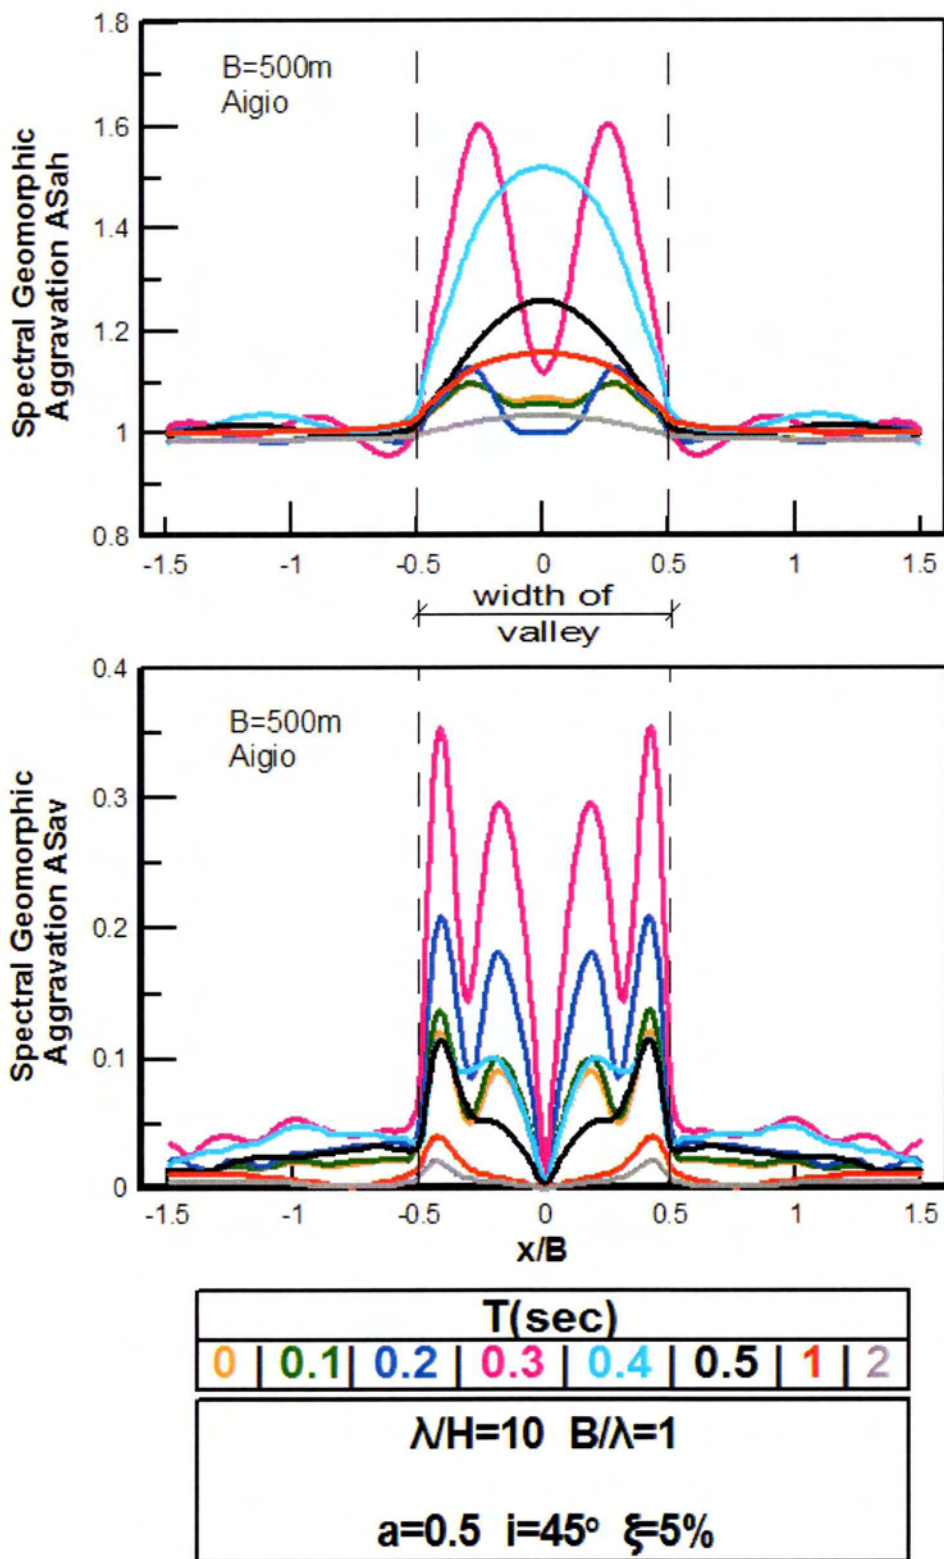 Spectral Geomorphic
Aggravation ASah
1.8
1.6
1.4
1.2
1
0.8
B=500m
Aigio
-1.5
-1
-0.5
0
0.5
1
1.5
width of
valley
Spectral Geomorphic
Aggravation ASav
0.4
0.3
0.2
0.1
0
B=500m
Aigio
-1.5
-1
-0.5
0
0.5
1
1.5
x/B
T(sec)
0 | 0.1 | 0.2 | 0.3 | 0.4 | 0.5 | 1 | 2
λ/H=10 B/λ=1
a=0.5 i=45° ξ=5%